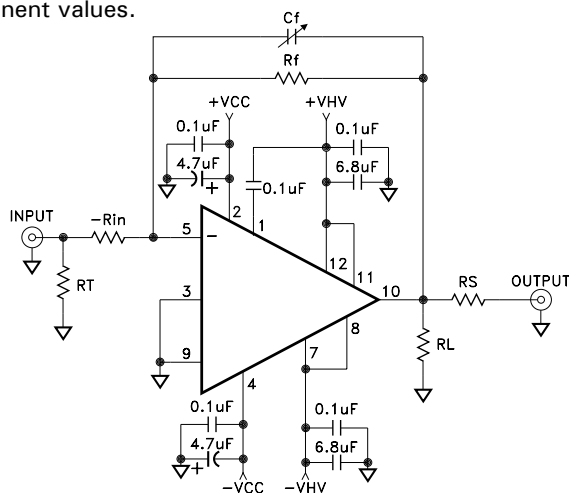 nent values.
Cf
Rf
+VCC
+VHV
0.1uF
0.1uF
4.7uF
+
6.8uF
0.1uF
INPUT
-Rin
5
-
2
1
12
11
RT
3
10
RS
OUTPUT
8
9
7
RL
4
0.1uF
0.1uF
4.7uF
+
6.8uF
-VCC
-VHV